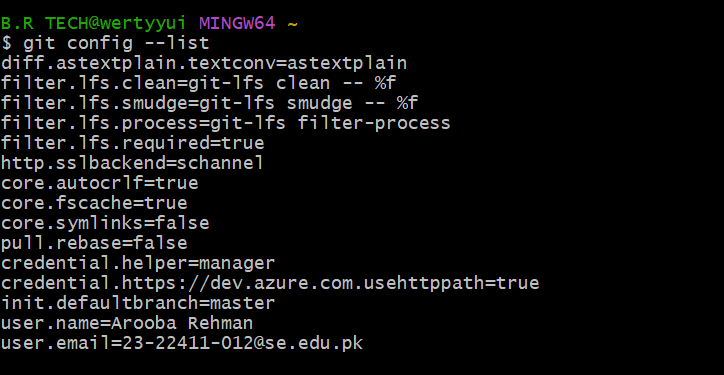 B.R TECH@wertyyui MINGW64 ~
$ git config --list
diff.astextplain.textconv=astextplain
filter.lfs.clean=git-lfs clean -- %f
filter.lfs.smudge=git-lfs smudge -- %f
filter.lfs.process=git-lfs filter-process
filter.lfs.required=true
http.sslbackend=schannel
core.autocrlf=true
core.fscache=true
core.symlinks=false
pull.rebase=false
credential.helper=manager
credential.https://dev.azure.com.usehttppath=true
init.defaultbranch=master
user.name=Arooba Rehman
user.email=23-22411-012@se.edu.pk